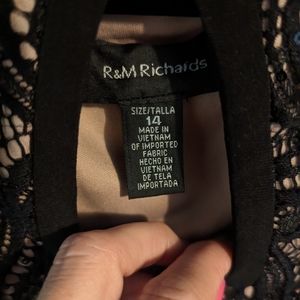 R&M Richards
SIZE/TALLA
14
MADE IN
VIETNAM
OF IMPORTED
FABRIC
HECHO EN
VIETNAM
DE TELA
IMPORTADA